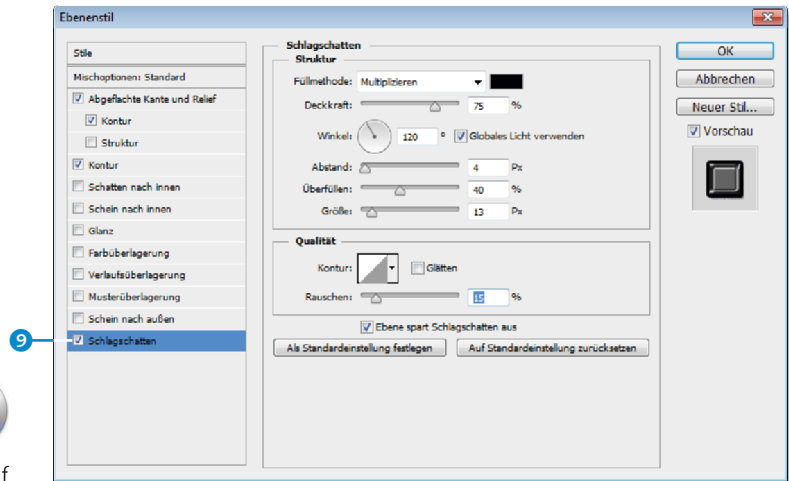 Ebenenstil
Stile
Mischoptionen: Standard
Abgeflachte Kante und Relief
Kontur
Struktur
Kontur
Schatten nach innen
Schein nach innen
Glanz
Farbüberlagerung
Verlaufsüberlagerung
Musterüberlagerung
Schein nach außen
9
Schlagschatten
Schlagschatten
Struktur
Füllmethode: Multiplizieren
Deckkraft: 75 %
Winkel: 120 ° Globales Licht verwenden
Abstand: 4 Px
Überfüllen: 40 %
Größe: 13 Px
Qualität
Kontur: Glätten
Rauschen: 15 %
Ebene spart Schlagschatten aus
Als Standardeinstellung festlegen Auf Standardeinstellung zurücksetzen
OK
Abbrechen
Neuer Stil...
Vorschau
f